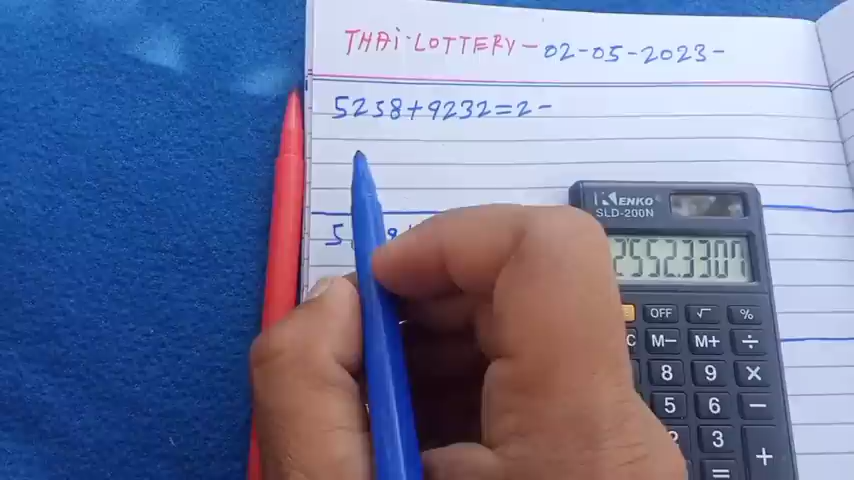 THAI·LOTTERY-02-05-2023-
5258+9232=2-
KENKO
SLD-200N
2552.3307
OFF √ %
M- M+ ÷
8 9 ×
5 6 -
3 +
=